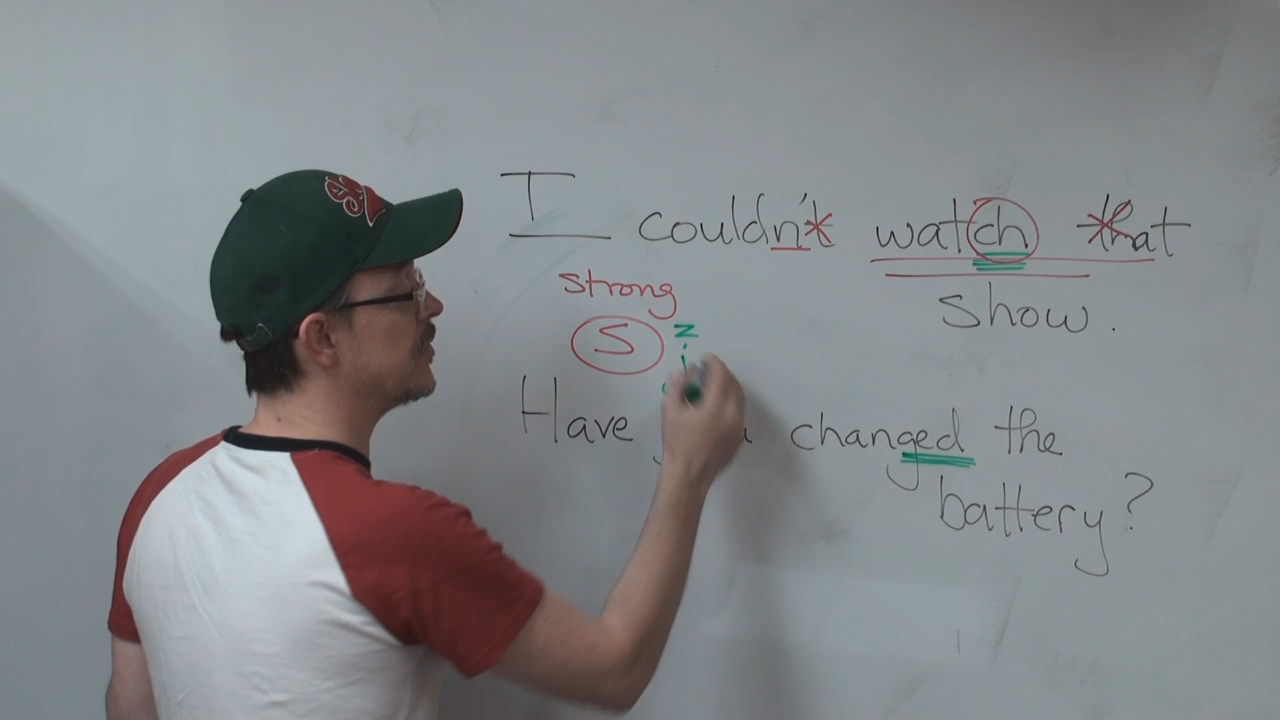 I couldn't watch that
show.
strong
S z
Have changed the
battery?